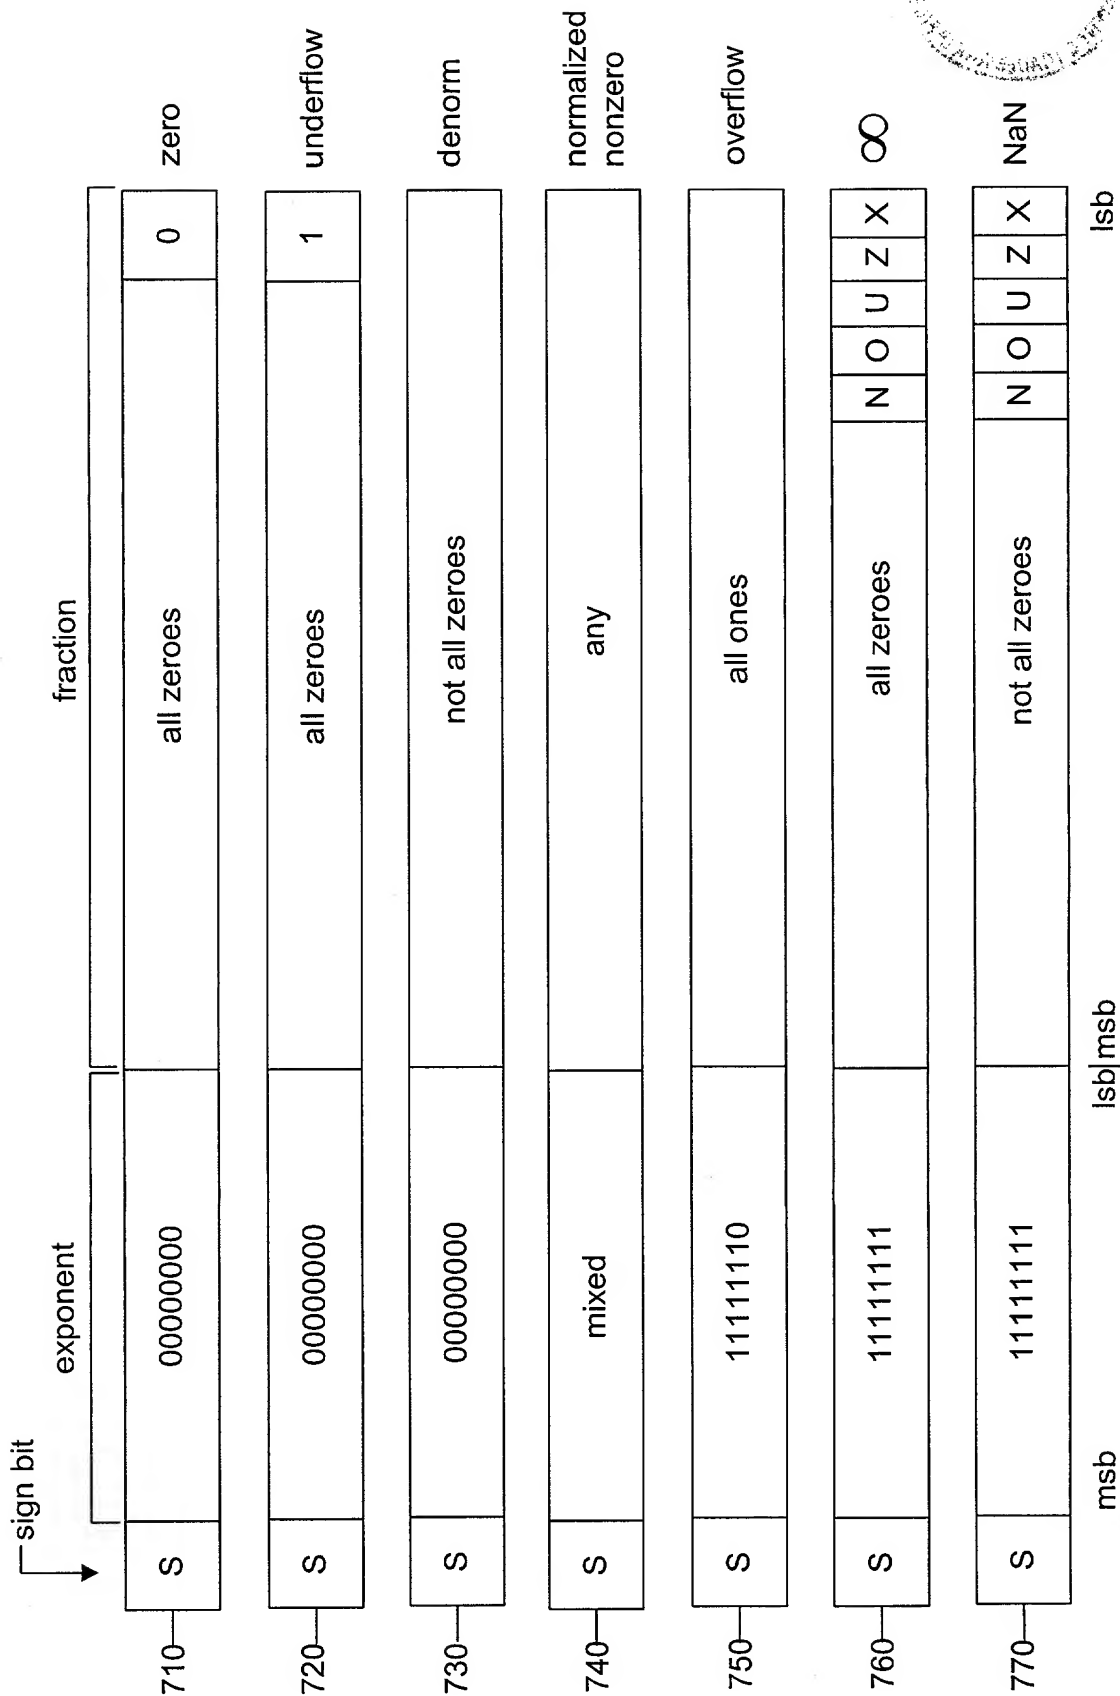 sign bit
exponent
fraction
710 S 00000000 all zeroes 0 zero
720 S 00000000 all zeroes 1 underflow
730 S 00000000 not all zeroes denorm
740 S mixed any normalized nonzero
750 S 11111110 all ones overflow
760 S 11111111 all zeroes N O U Z X ∞
770 S 11111111 not all zeroes N O U Z X NaN
msb lsb|msb lsb